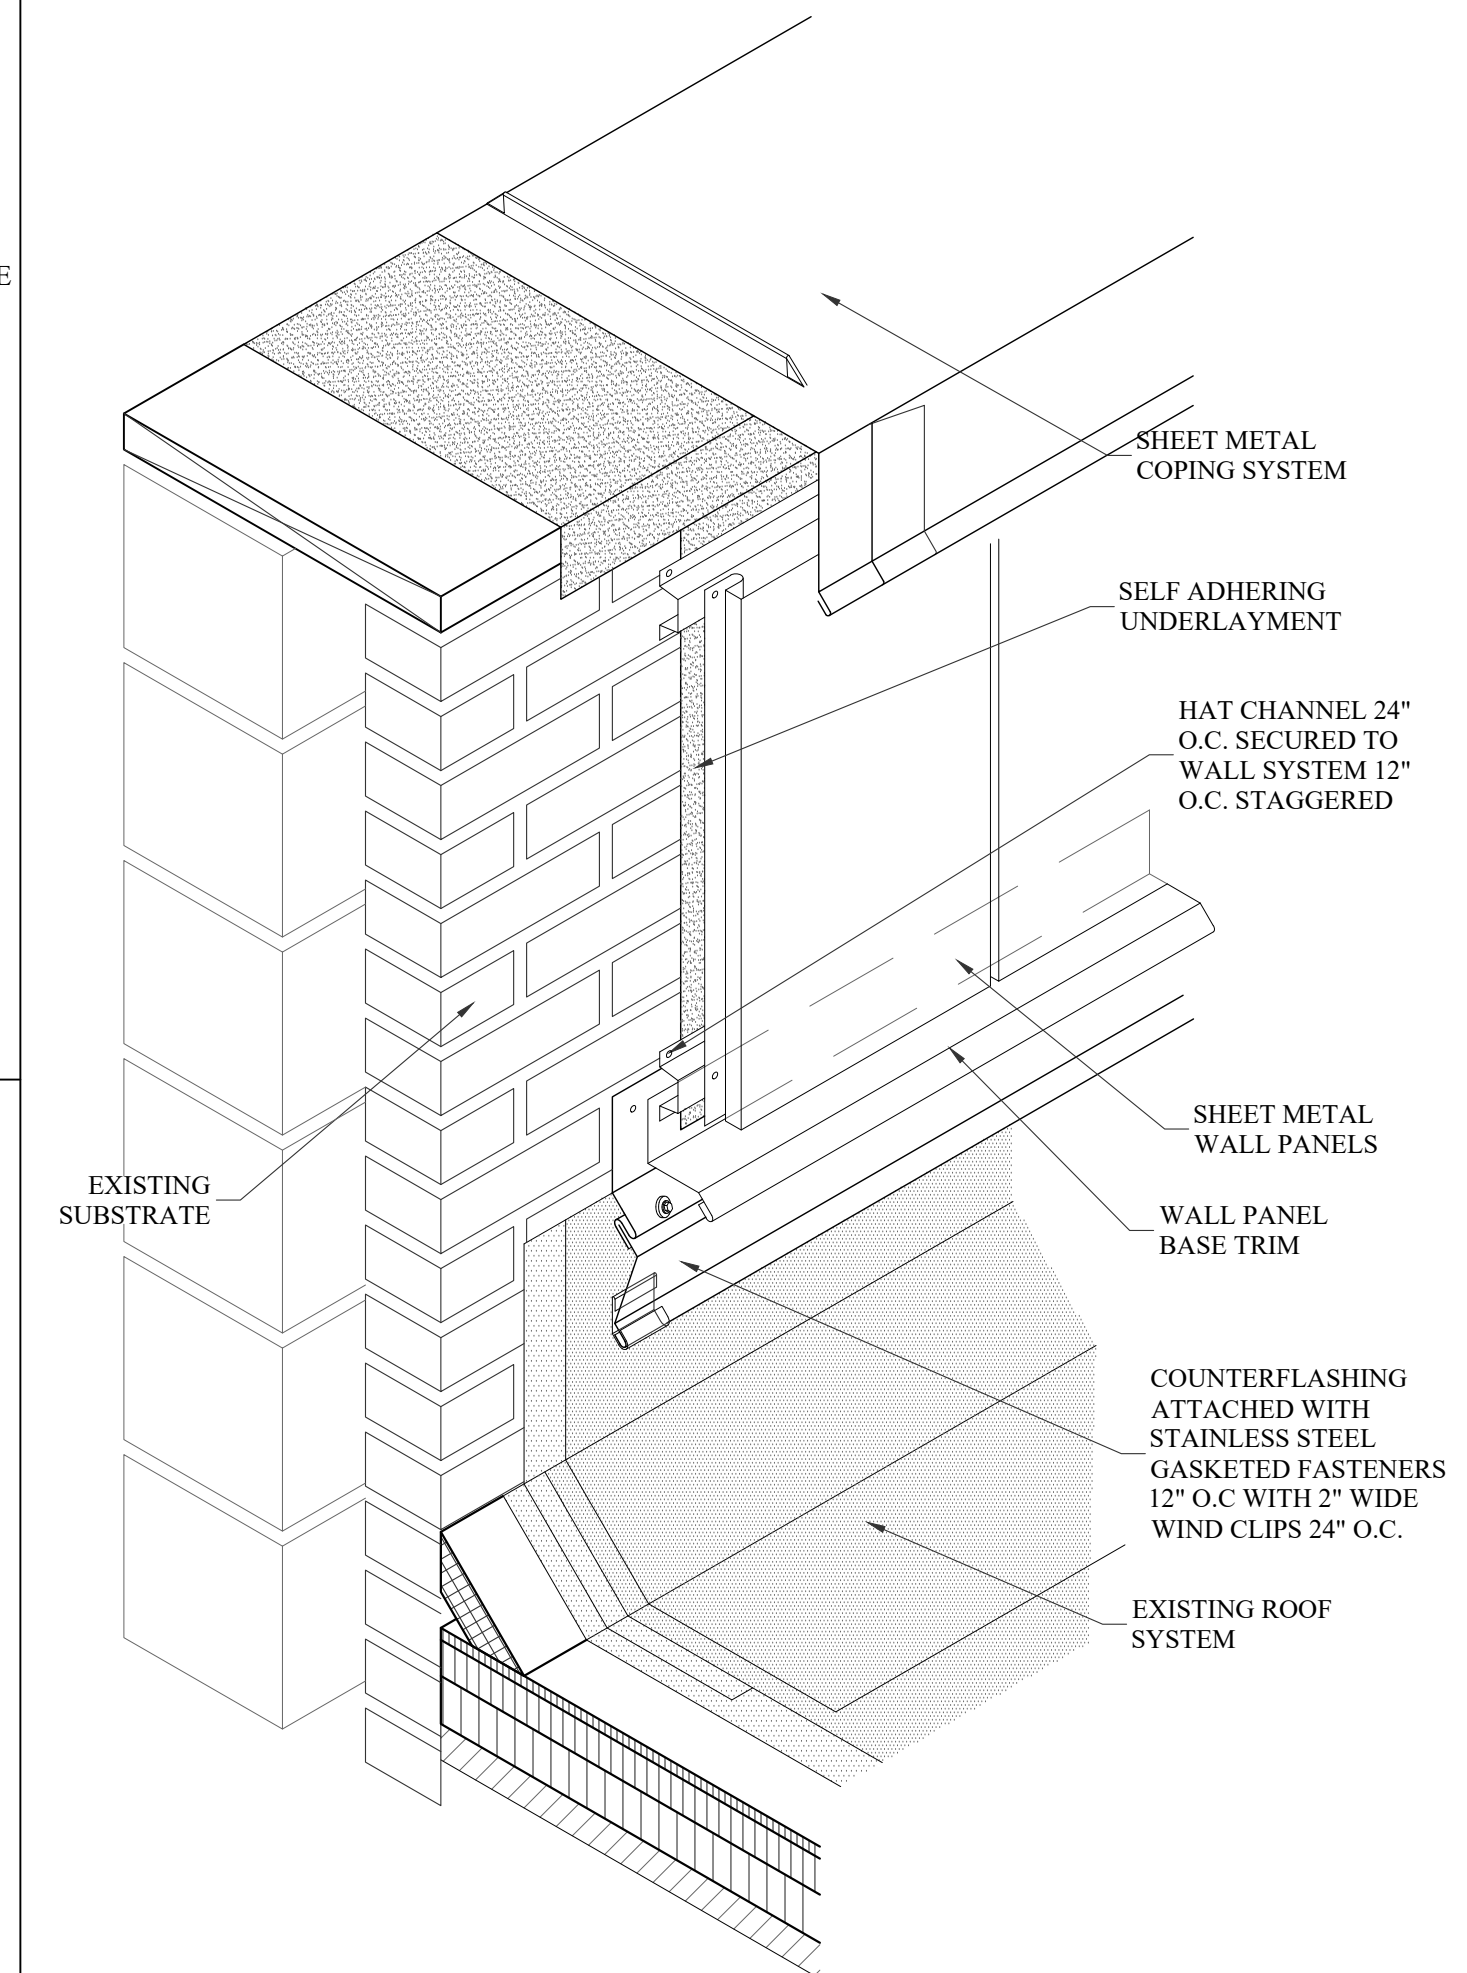 E
SHEET METAL
COPING SYSTEM
SELF ADHERING
UNDERLAYMENT
HAT CHANNEL 24"
O.C. SECURED TO
WALL SYSTEM 12"
O.C. STAGGERED
SHEET METAL
WALL PANELS
EXISTING
SUBSTRATE
WALL PANEL
BASE TRIM
COUNTERFLASHING
ATTACHED WITH
STAINLESS STEEL
GASKETED FASTENERS
12" O.C WITH 2" WIDE
WIND CLIPS 24" O.C.
EXISTING ROOF
SYSTEM